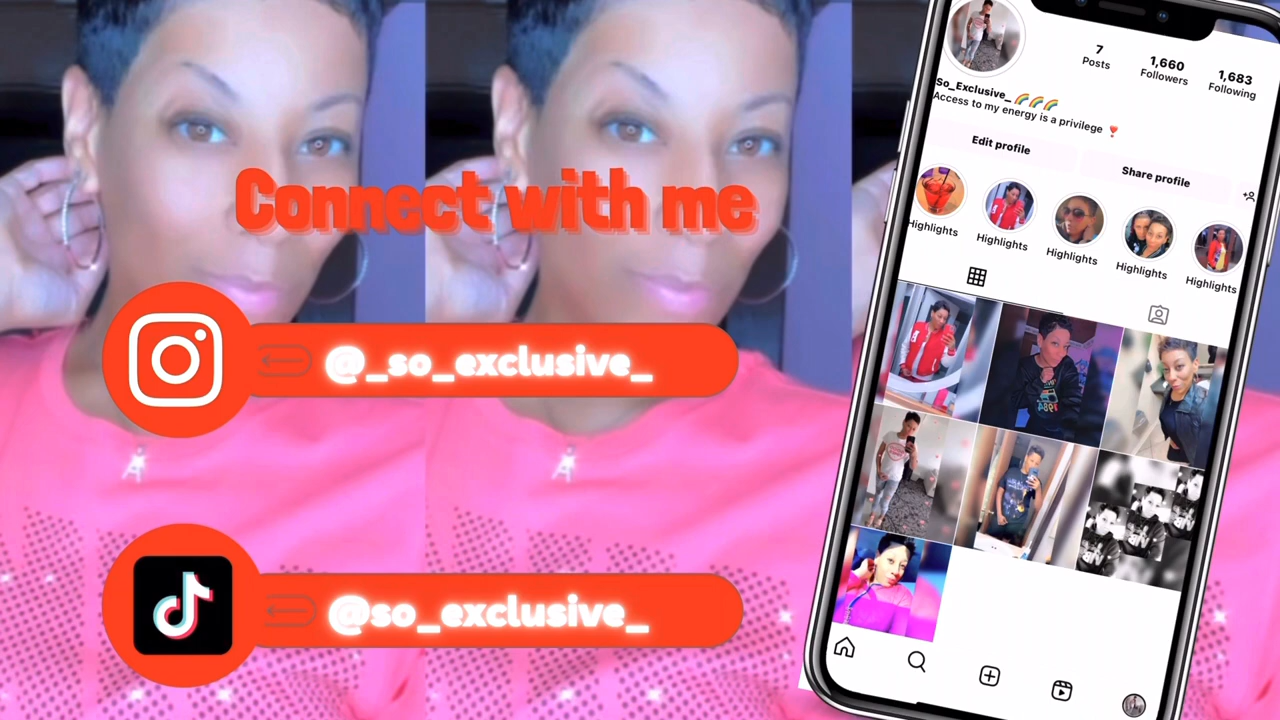 Connect with me
@_so_exclusive_
@so_exclusive_
7
Posts
1,660
Followers
1,683
Following
So_Exclusive_ 🌈🌈🌈
Access to my energy is a privilege ❣️
Edit profile
Share profile
Highlights
Highlights
Highlights
Highlights
Highlights
1984